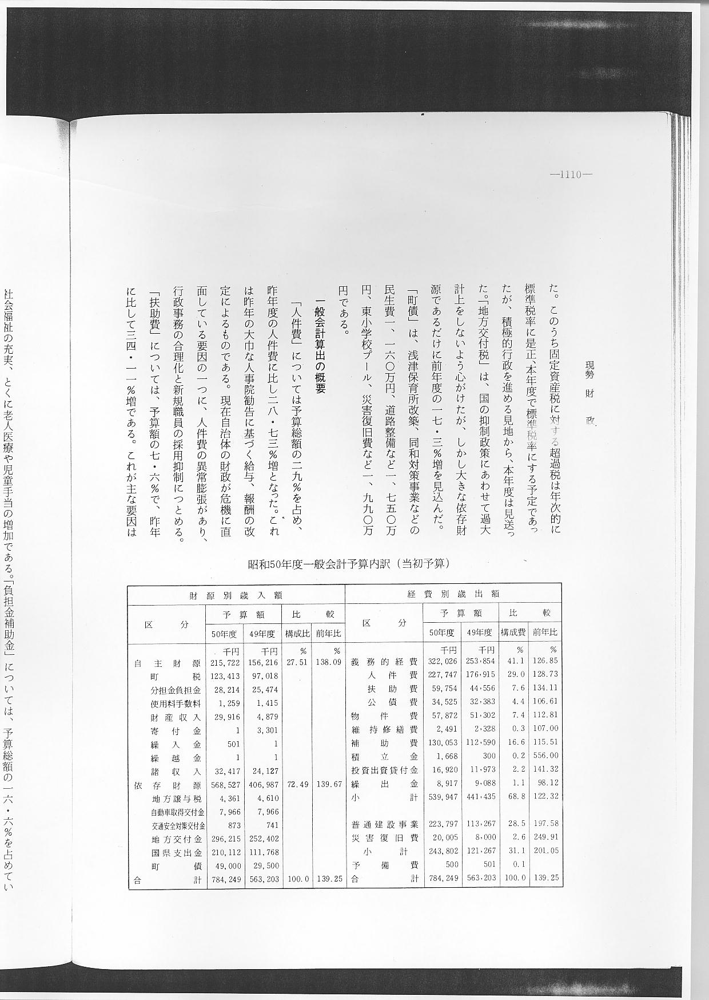 ―1110―
現勢 財 政
た。このうち固定資産税に対する超過税は年次的に
標準税率に是正、本年度で標準税率にする予定であっ
たが、積極的行政を進める見地から、本年度は見送っ
た。「地方交付税」は、国の抑制政策にあわせて過大
計上をしないよう心がけたが、しかし大きな依存財
源であるだけに前年度の一七・三%増を見込んだ。
「町債」は、浅津保育所改築、同和対策事業などの
民生費一、一六〇万円、道路整備など一、七五〇万
円、東小学校プール、災害復旧費など一、九九〇万
円である。
一般会計算出の概要
「人件費」については予算総額の二九%を占め、
昨年度の人件費に比し二八・七三%増となった。これ
は昨年の大巾な人事院勧告に基づく給与、報酬の改
定によるものである。現在自治体の財政が危機に直
面している要因の一つに、人件費の異常膨張があり、
行政事務の合理化と新規職員の採用抑制につとめる。
「扶助費」については、予算額の七・六%で、昨年
に比して三四・一一%増である。これが主な要因は
昭和50年度一般会計予算内訳（当初予算）
財源別歳入額 経費別歳出額
区分 予算額 比較 区分 予算額 比較
50年度 49年度 構成比 前年比 50年度 49年度 構成費 前年比
千円 千円 % % 千円 千円 % %
自主財源 215,722 156,216 27.51 138.09 義務的経費 322,026 253,854 41.1 126.85
町税 123,413 97,018 人件費 227,747 176,915 29.0 128.73
分担金負担金 28,214 25,474 扶助費 59,754 44,556 7.6 134.11
使用料手数料 1,259 1,415 公債費 34,525 32,383 4.4 106.61
財産収入 29,916 4,879 物件費 57,872 51,302 7.4 112.81
寄付金 1 3,301 維持修繕費 2,491 2,328 0.3 107.00
繰入金 501 1 補助費 130,053 112,590 16.6 115.51
繰越金 1 1 積立金 1,668 300 0.2 556.00
諸収入 32,417 24,127 投資出資貸付金 16,920 11,973 2.2 141.32
依存財源 568,527 406,987 72.49 139.67 繰出金 8,917 9,088 1.1 98.12
地方譲与税 4,361 4,610 小計 539,947 441,435 68.8 122.32
自動車取得交付金 7,966 7,966
交通安全対策交付金 873 741 普通建設事業 223,797 113,267 28.5 197.58
地方交付金 296,215 252,402 災害復旧費 20,005 8,000 2.6 249.91
国県支出金 210,112 111,768 小計 243,802 121,267 31.1 201.05
町債 49,000 29,500 予備費 500 501 0.1
合計 784,249 563,203 100.0 139.25 合計 784,249 563,203 100.0 139.25
社会福祉の充実、とくに老人医療や児童手当の増加である。「負担金補助金」については、予算総額の一六・六%を占めてい